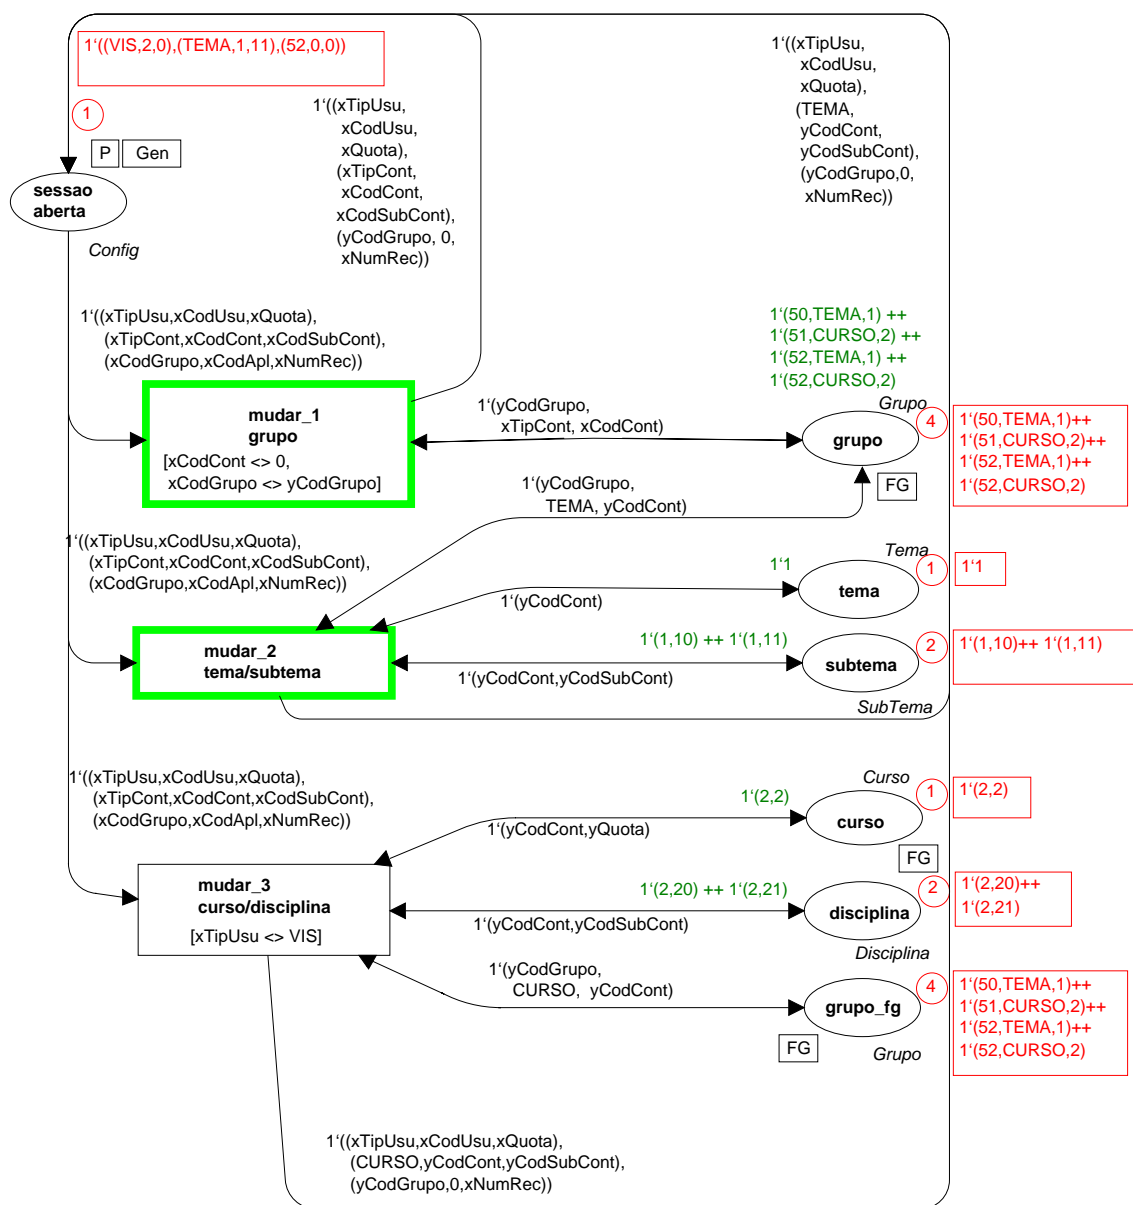 1‘((VIS,2,0),(TEMA,1,11),(52,0,0))
1
P
Gen
sessao
aberta
Config
1‘((xTipUsu,
xCodUsu,
xQuota),
(xTipCont,
xCodCont,
xCodSubCont),
(yCodGrupo, 0,
xNumRec))
1‘((xTipUsu,
xCodUsu,
xQuota),
(TEMA,
yCodCont,
yCodSubCont),
(yCodGrupo,0,
xNumRec))
1‘((xTipUsu,xCodUsu,xQuota),
(xTipCont,xCodCont,xCodSubCont),
(xCodGrupo,xCodApl,xNumRec))
mudar_1
grupo
[xCodCont <> 0,
xCodGrupo <> yCodGrupo]
1‘(yCodGrupo,
xTipCont, xCodCont)
1‘(50,TEMA,1) ++
1‘(51,CURSO,2) ++
1‘(52,TEMA,1) ++
1‘(52,CURSO,2)
Grupo
grupo
4
1‘(50,TEMA,1)++
1‘(51,CURSO,2)++
1‘(52,TEMA,1)++
1‘(52,CURSO,2)
FG
1‘(yCodGrupo,
TEMA, yCodCont)
1‘((xTipUsu,xCodUsu,xQuota),
(xTipCont,xCodCont,xCodSubCont),
(xCodGrupo,xCodApl,xNumRec))
1‘1
Tema
tema
1
1‘1
1‘(yCodCont)
mudar_2
tema/subtema
1‘(1,10) ++ 1‘(1,11)
1‘(yCodCont,yCodSubCont)
subtema
2
1‘(1,10)++ 1‘(1,11)
SubTema
1‘((xTipUsu,xCodUsu,xQuota),
(xTipCont,xCodCont,xCodSubCont),
(xCodGrupo,xCodApl,xNumRec))
1‘(2,2)
Curso
curso
1
1‘(2,2)
FG
1‘(yCodCont,yQuota)
mudar_3
curso/disciplina
[xTipUsu <> VIS]
1‘(2,20) ++ 1‘(2,21)
1‘(yCodCont,yCodSubCont)
disciplina
2
1‘(2,20)++
1‘(2,21)
Disciplina
1‘(yCodGrupo,
CURSO,  yCodCont)
grupo_fg
4
1‘(50,TEMA,1)++
1‘(51,CURSO,2)++
1‘(52,TEMA,1)++
1‘(52,CURSO,2)
FG
Grupo
1‘((xTipUsu,xCodUsu,xQuota),
(CURSO,yCodCont,yCodSubCont),
(yCodGrupo,0,xNumRec))